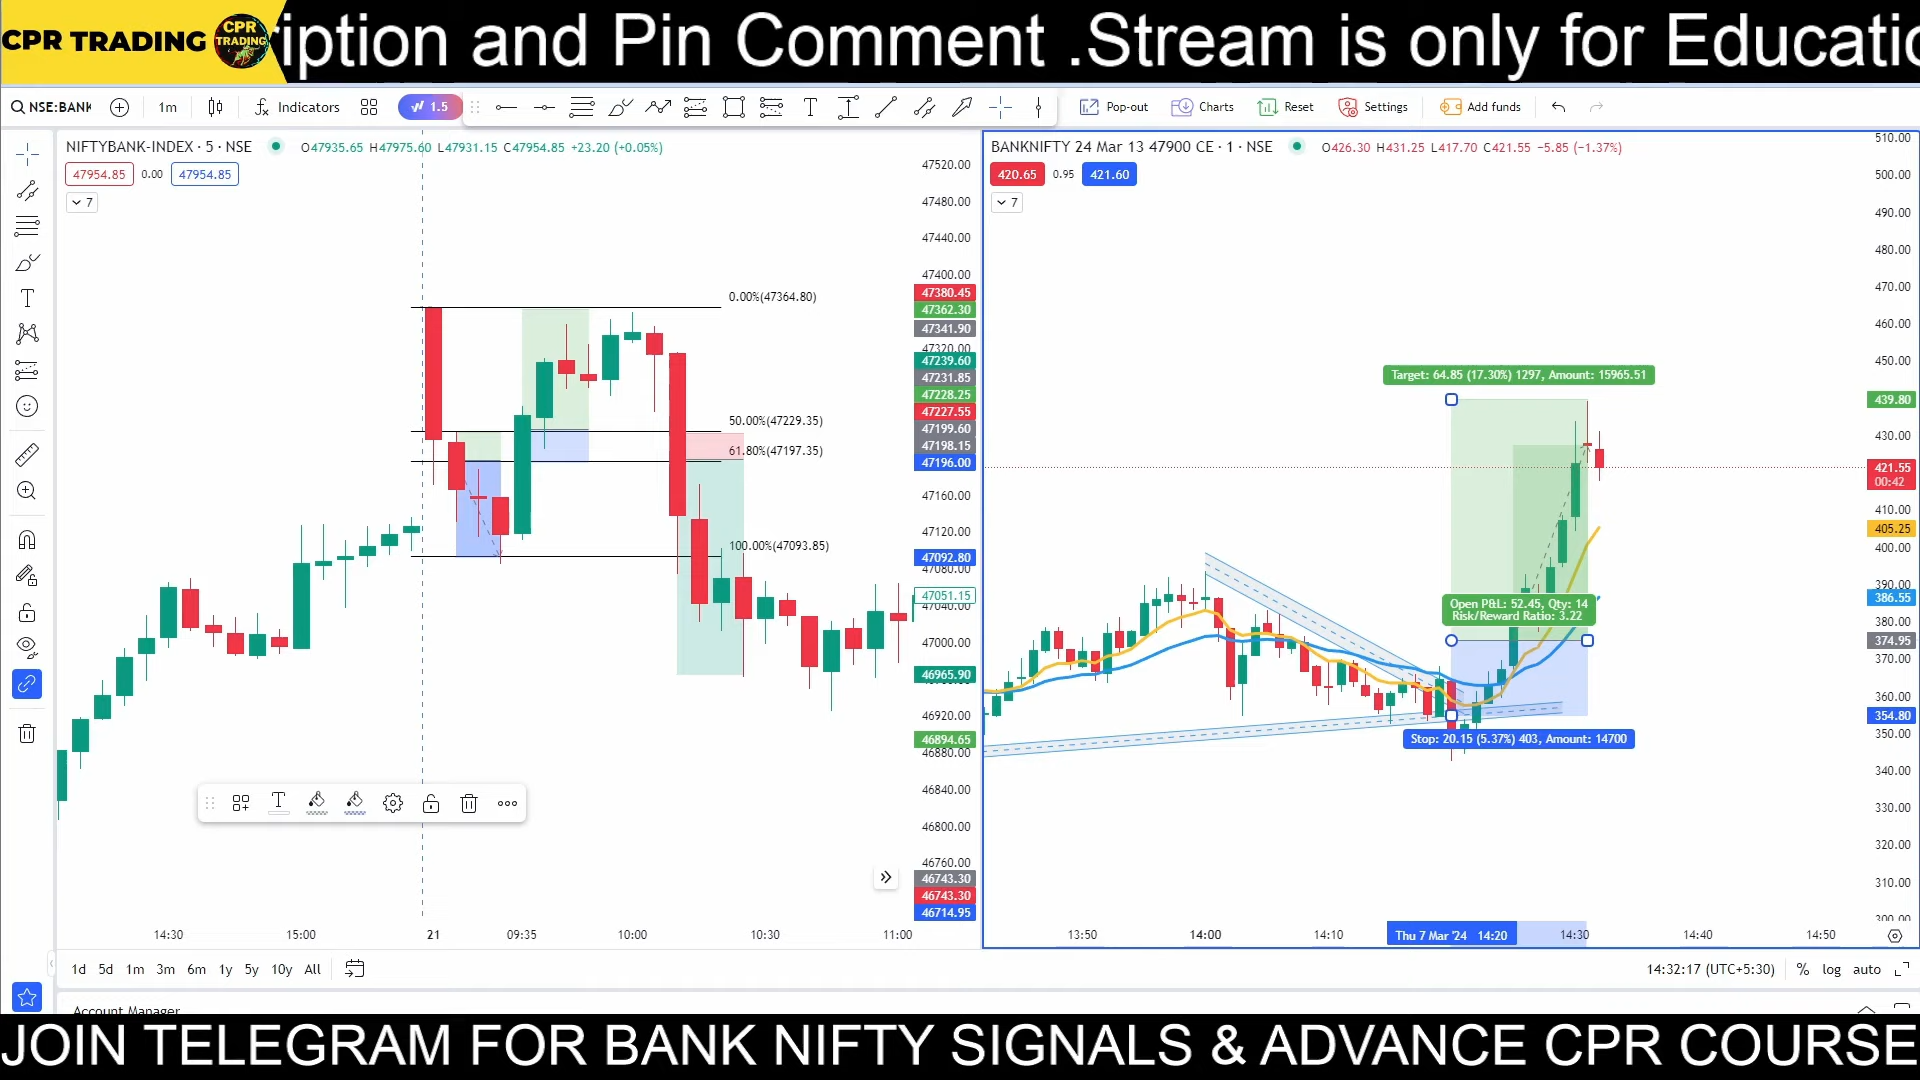 CPR TRADING
CPR
TRADING
iption and Pin Comment .Stream is only for Educatio
NSE:BANK
1m
Indicators
1.5
Pop-out
Charts
Reset
Settings
Add funds
NIFTYBANK-INDEX · 5 · NSE
O47935.65 H47975.60 L47931.15 C47954.85 +23.20 (+0.05%)
47954.85 0.00 47954.85
7
47520.00
47480.00
47440.00
47400.00
47380.45
47362.30
47341.90
47320.00
47239.60
47231.85
47228.25
47227.55
47199.60
47198.15
47196.00
47160.00
47120.00
47092.80
47080.00
47051.15
47040.00
47000.00
46965.90
46920.00
46894.65
46880.00
46840.00
46800.00
46760.00
46743.30
46743.30
46714.95
0.00%(47364.80)
50.00%(47229.35)
61.80%(47197.35)
100.00%(47093.85)
14:30 15:00 21 09:35 10:00 10:30 11:00
BANKNIFTY 24 Mar 13 47900 CE · 1 · NSE
O426.30 H431.25 L417.70 C421.55 −5.85 (−1.37%)
420.65 0.95 421.60
7
Target: 64.85 (17.30%) 1297, Amount: 15965.51
Open P&L: 52.45, Qty: 14
Risk/Reward Ratio: 3.22
Stop: 20.15 (5.37%) 403, Amount: 14700
510.00
500.00
490.00
480.00
470.00
460.00
450.00
439.80
430.00
421.55
00:42
410.00
405.25
400.00
390.00
386.55
380.00
374.95
370.00
360.00
354.80
350.00
340.00
330.00
320.00
310.00
300.00
13:50 14:00 14:10 Thu 7 Mar '24 14:20 14:30 14:40 14:50
1d 5d 1m 3m 6m 1y 5y 10y All
14:32:17 (UTC+5:30) % log auto
Account Manager
JOIN TELEGRAM FOR BANK NIFTY SIGNALS & ADVANCE CPR COURSE